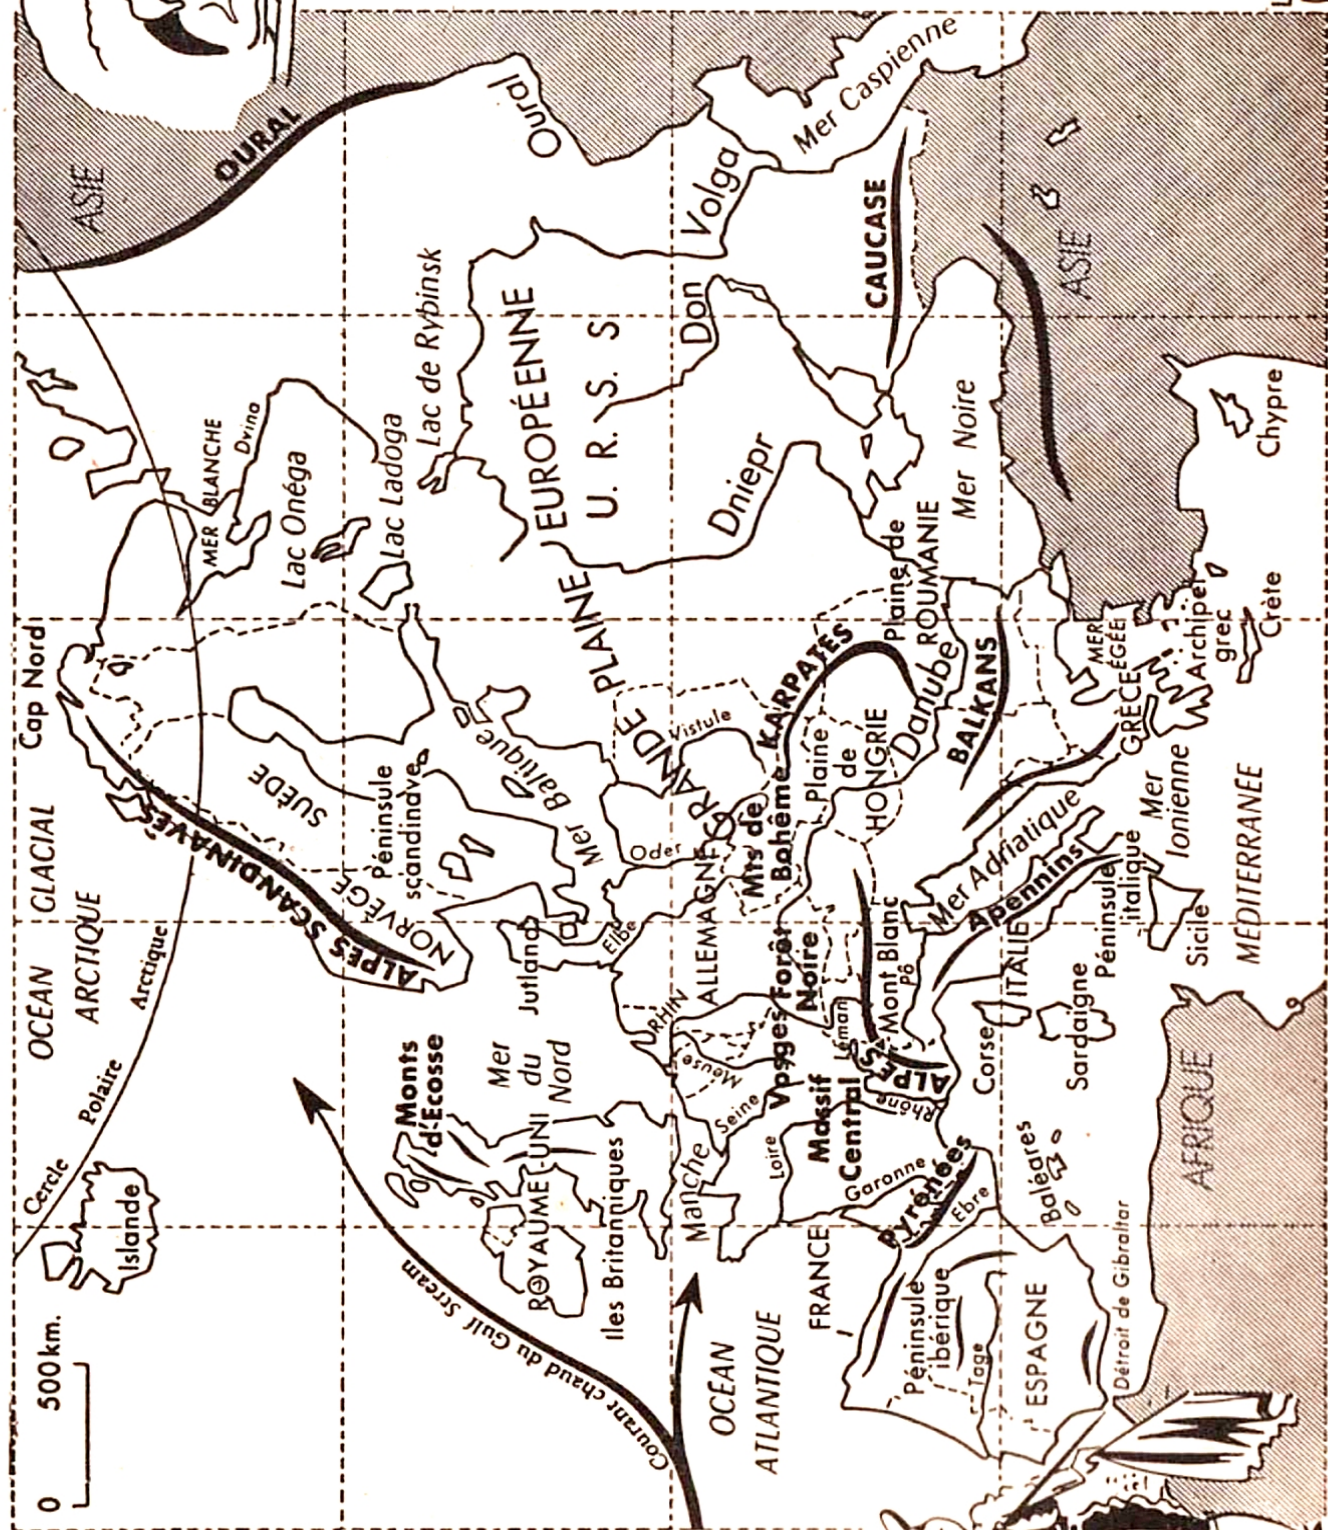 0 500 km.
OCÉAN GLACIAL
ARCTIQUE
Cap Nord
Cercle
Polaire
Arctique
Islande
ASIE
OURAL
Oural
MER BLANCHE
Dvina
Lac Onéga
Lac Ladoga
Lac de Rybinsk
SUÈDE
Péninsule
scandinave
ALPES SCANDINAVES
NORVÈGE
Mer Baltique
GRANDE PLAINE EUROPÉENNE
U. R. S. S
Volga
Don
Dniepr
Mer Caspienne
CAUCASE
Courant chaud du Gulf Stream
Monts
d'Ecosse
Mer
du
Nord
Jutland
ROYAUME-UNI
Iles Britanniques
Elbe
Oder
Vistule
ALLEMAGNE
RHIN
Meuse
Manche
Seine
Loire
OCÉAN
ATLANTIQUE
FRANCE
Vosges
Forêt
Noire
Mts de
Bohême
KARPATES
Plaine
de
HONGRIE
Danube
Plaine de
ROUMANIE
Mer Noire
BALKANS
Massif
Central
Garonne
Rhône
Léman
ALPES
Mont Blanc
Pô
Pyrénées
Ebre
Péninsule
ibérique
Tage
ESPAGNE
Baléares
Corse
Sardaigne
ITALIE
Apennins
Péninsule
italique
Mer Adriatique
Sicile
Mer
Ionienne
GRÈCE
MER
ÉGÉE
Archipel
grec
Crète
Chypre
ASIE
MÉDITERRANÉE
Détroit de Gibraltar
AFRIQUE